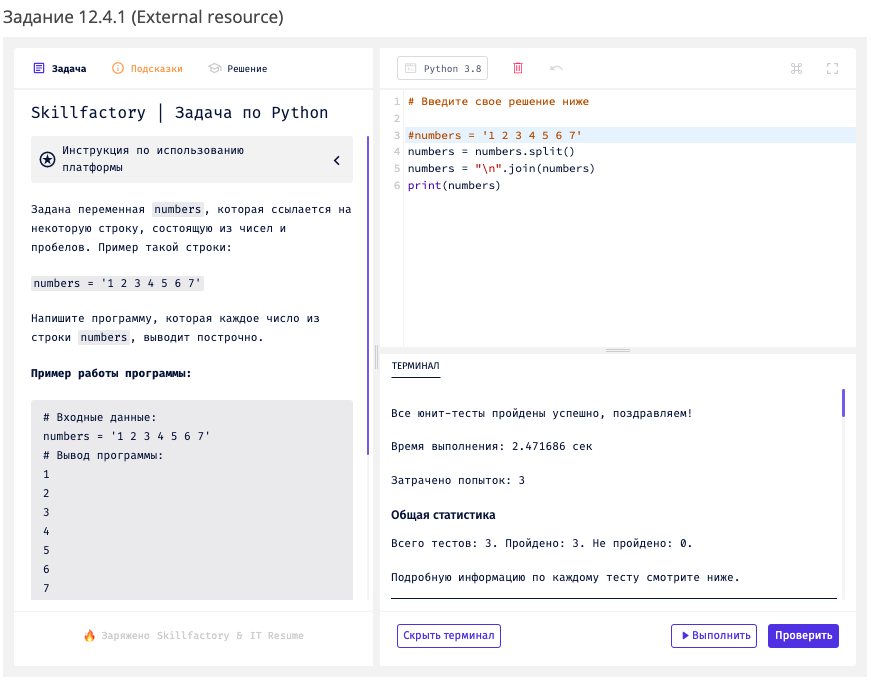 Задание 12.4.1 (External resource)
Задача
Подсказки
Решение
Skillfactory | Задача по Python
Инструкция по использованию
платформы
Задана переменная numbers, которая ссылается на
некоторую строку, состоящую из чисел и
пробелов. Пример такой строки:
numbers = '1 2 3 4 5 6 7'
Напишите программу, которая каждое число из
строки numbers, выводит построчно.
Пример работы программы:
# Входные данные:
numbers = '1 2 3 4 5 6 7'
# Вывод программы:
1
2
3
4
5
6
7
🔥 Заряжено Skillfactory & IT Resume
Python 3.8
1 # Введите свое решение ниже
2
3 #numbers = '1 2 3 4 5 6 7'
4 numbers = numbers.split()
5 numbers = "\n".join(numbers)
6 print(numbers)
ТЕРМИНАЛ
Все юнит-тесты пройдены успешно, поздравляем!
Время выполнения: 2.471686 сек
Затрачено попыток: 3
Общая статистика
Всего тестов: 3. Пройдено: 3. Не пройдено: 0.
Подробную информацию по каждому тесту смотрите ниже.
Скрыть терминал
Выполнить
Проверить